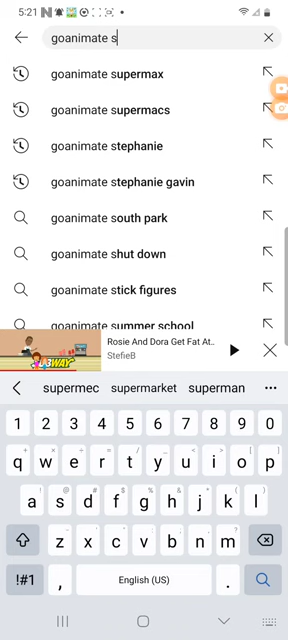 5:21
goanimate s
goanimate supermax
goanimate supermacs
goanimate stephanie
goanimate stephanie gavin
goanimate south park
goanimate shut down
goanimate stick figures
goanimate summer school
Rosie And Dora Get Fat At..
StefieB
supermec supermarket superman
1 2 3 4 5 6 7 8 9 0
q w e r t y u i o p
a s d f g h j k l
z x c v b n m
!#1 , English (US) .